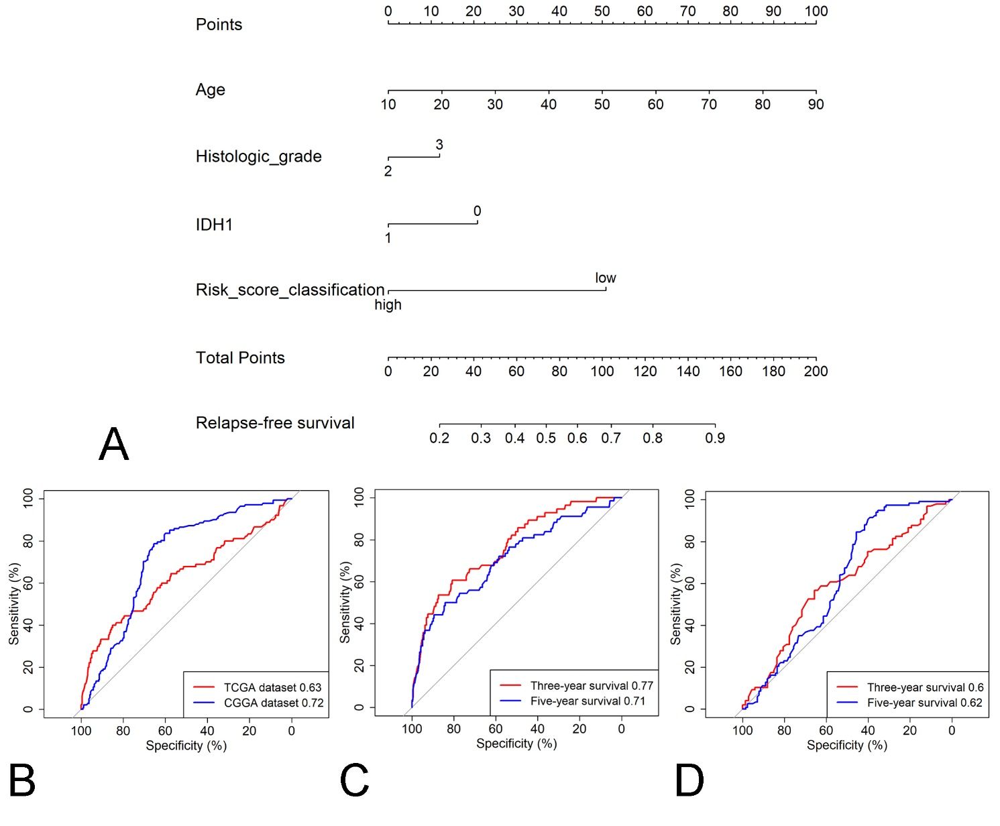 0 10 20 30 40 50 60 70 80 90 100
Points
Age
10 20 30 40 50 60 70 80 90
3
Histologic_grade
2
0
IDH1
1
low
Risk_score_classification
high
Total Points
0 20 40 60 80 100 120 140 160 180 200
Relapse-free survival
0.2 0.3 0.4 0.5 0.6 0.7 0.8 0.9
A
Sensitivity (%)
100
80
60
40
20
0
TCGA dataset 0.63
CGGA dataset 0.72
100 80 60 40 20 0
Specificity (%)
B
Sensitivity (%)
100
80
60
40
20
0
Three-year survival 0.77
Five-year survival 0.71
100 80 60 40 20 0
Specificity (%)
C
Sensitivity (%)
100
80
60
40
20
0
Three-year survival 0.6
Five-year survival 0.62
100 80 60 40 20 0
Specificity (%)
D